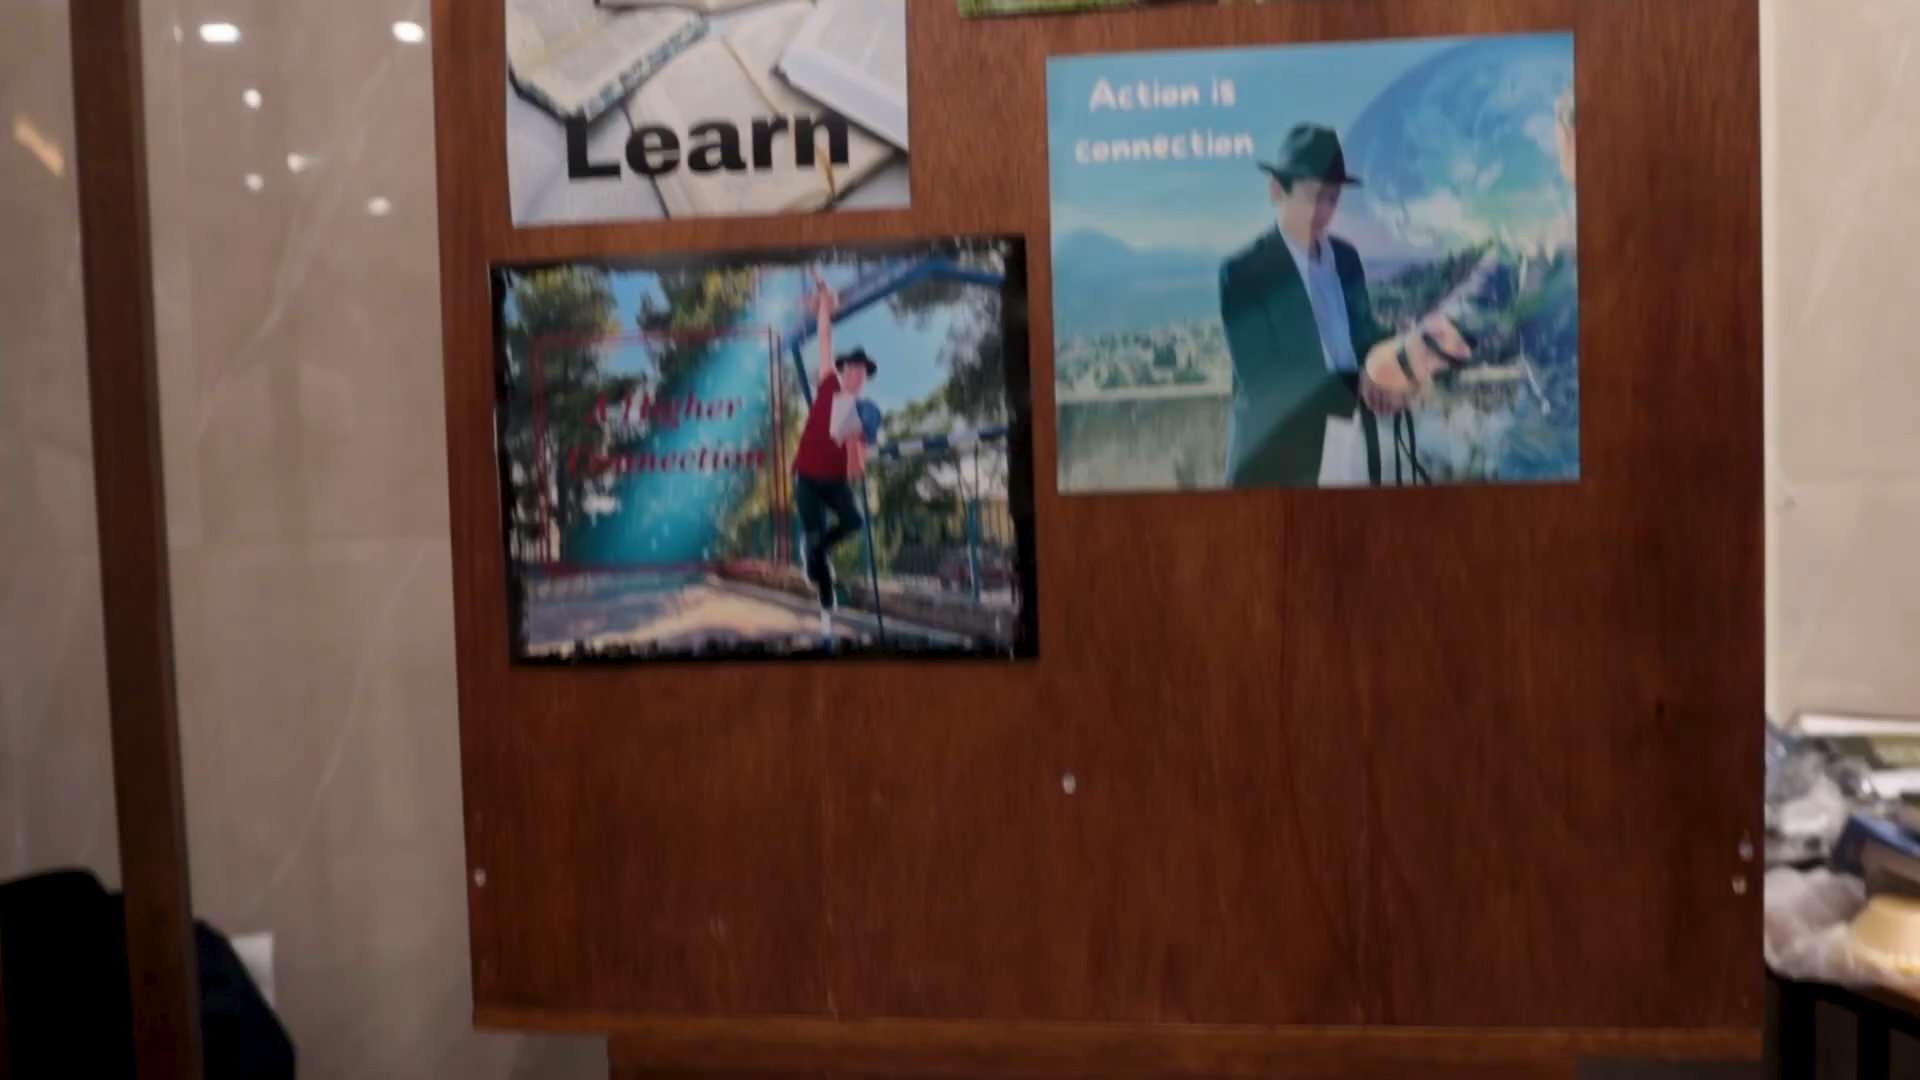 Learn
Action is
connection
A Higher
Connection